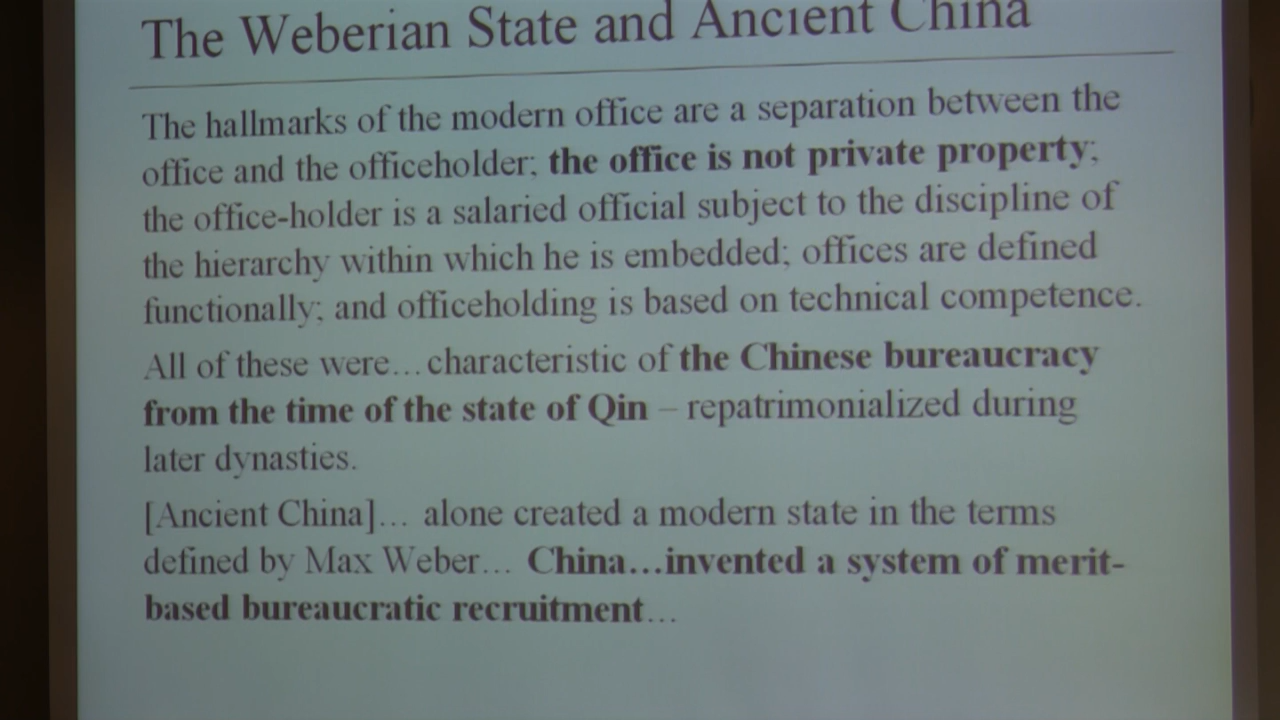 The Weberian State and Ancient China
The hallmarks of the modern office are a separation between the
office and the officeholder; the office is not private property;
the office-holder is a salaried official subject to the discipline of
the hierarchy within which he is embedded; offices are defined
functionally; and officeholding is based on technical competence.
All of these were…characteristic of the Chinese bureaucracy
from the time of the state of Qin – repatrimonialized during
later dynasties.
[Ancient China]… alone created a modern state in the terms
defined by Max Weber… China…invented a system of merit-
based bureaucratic recruitment…